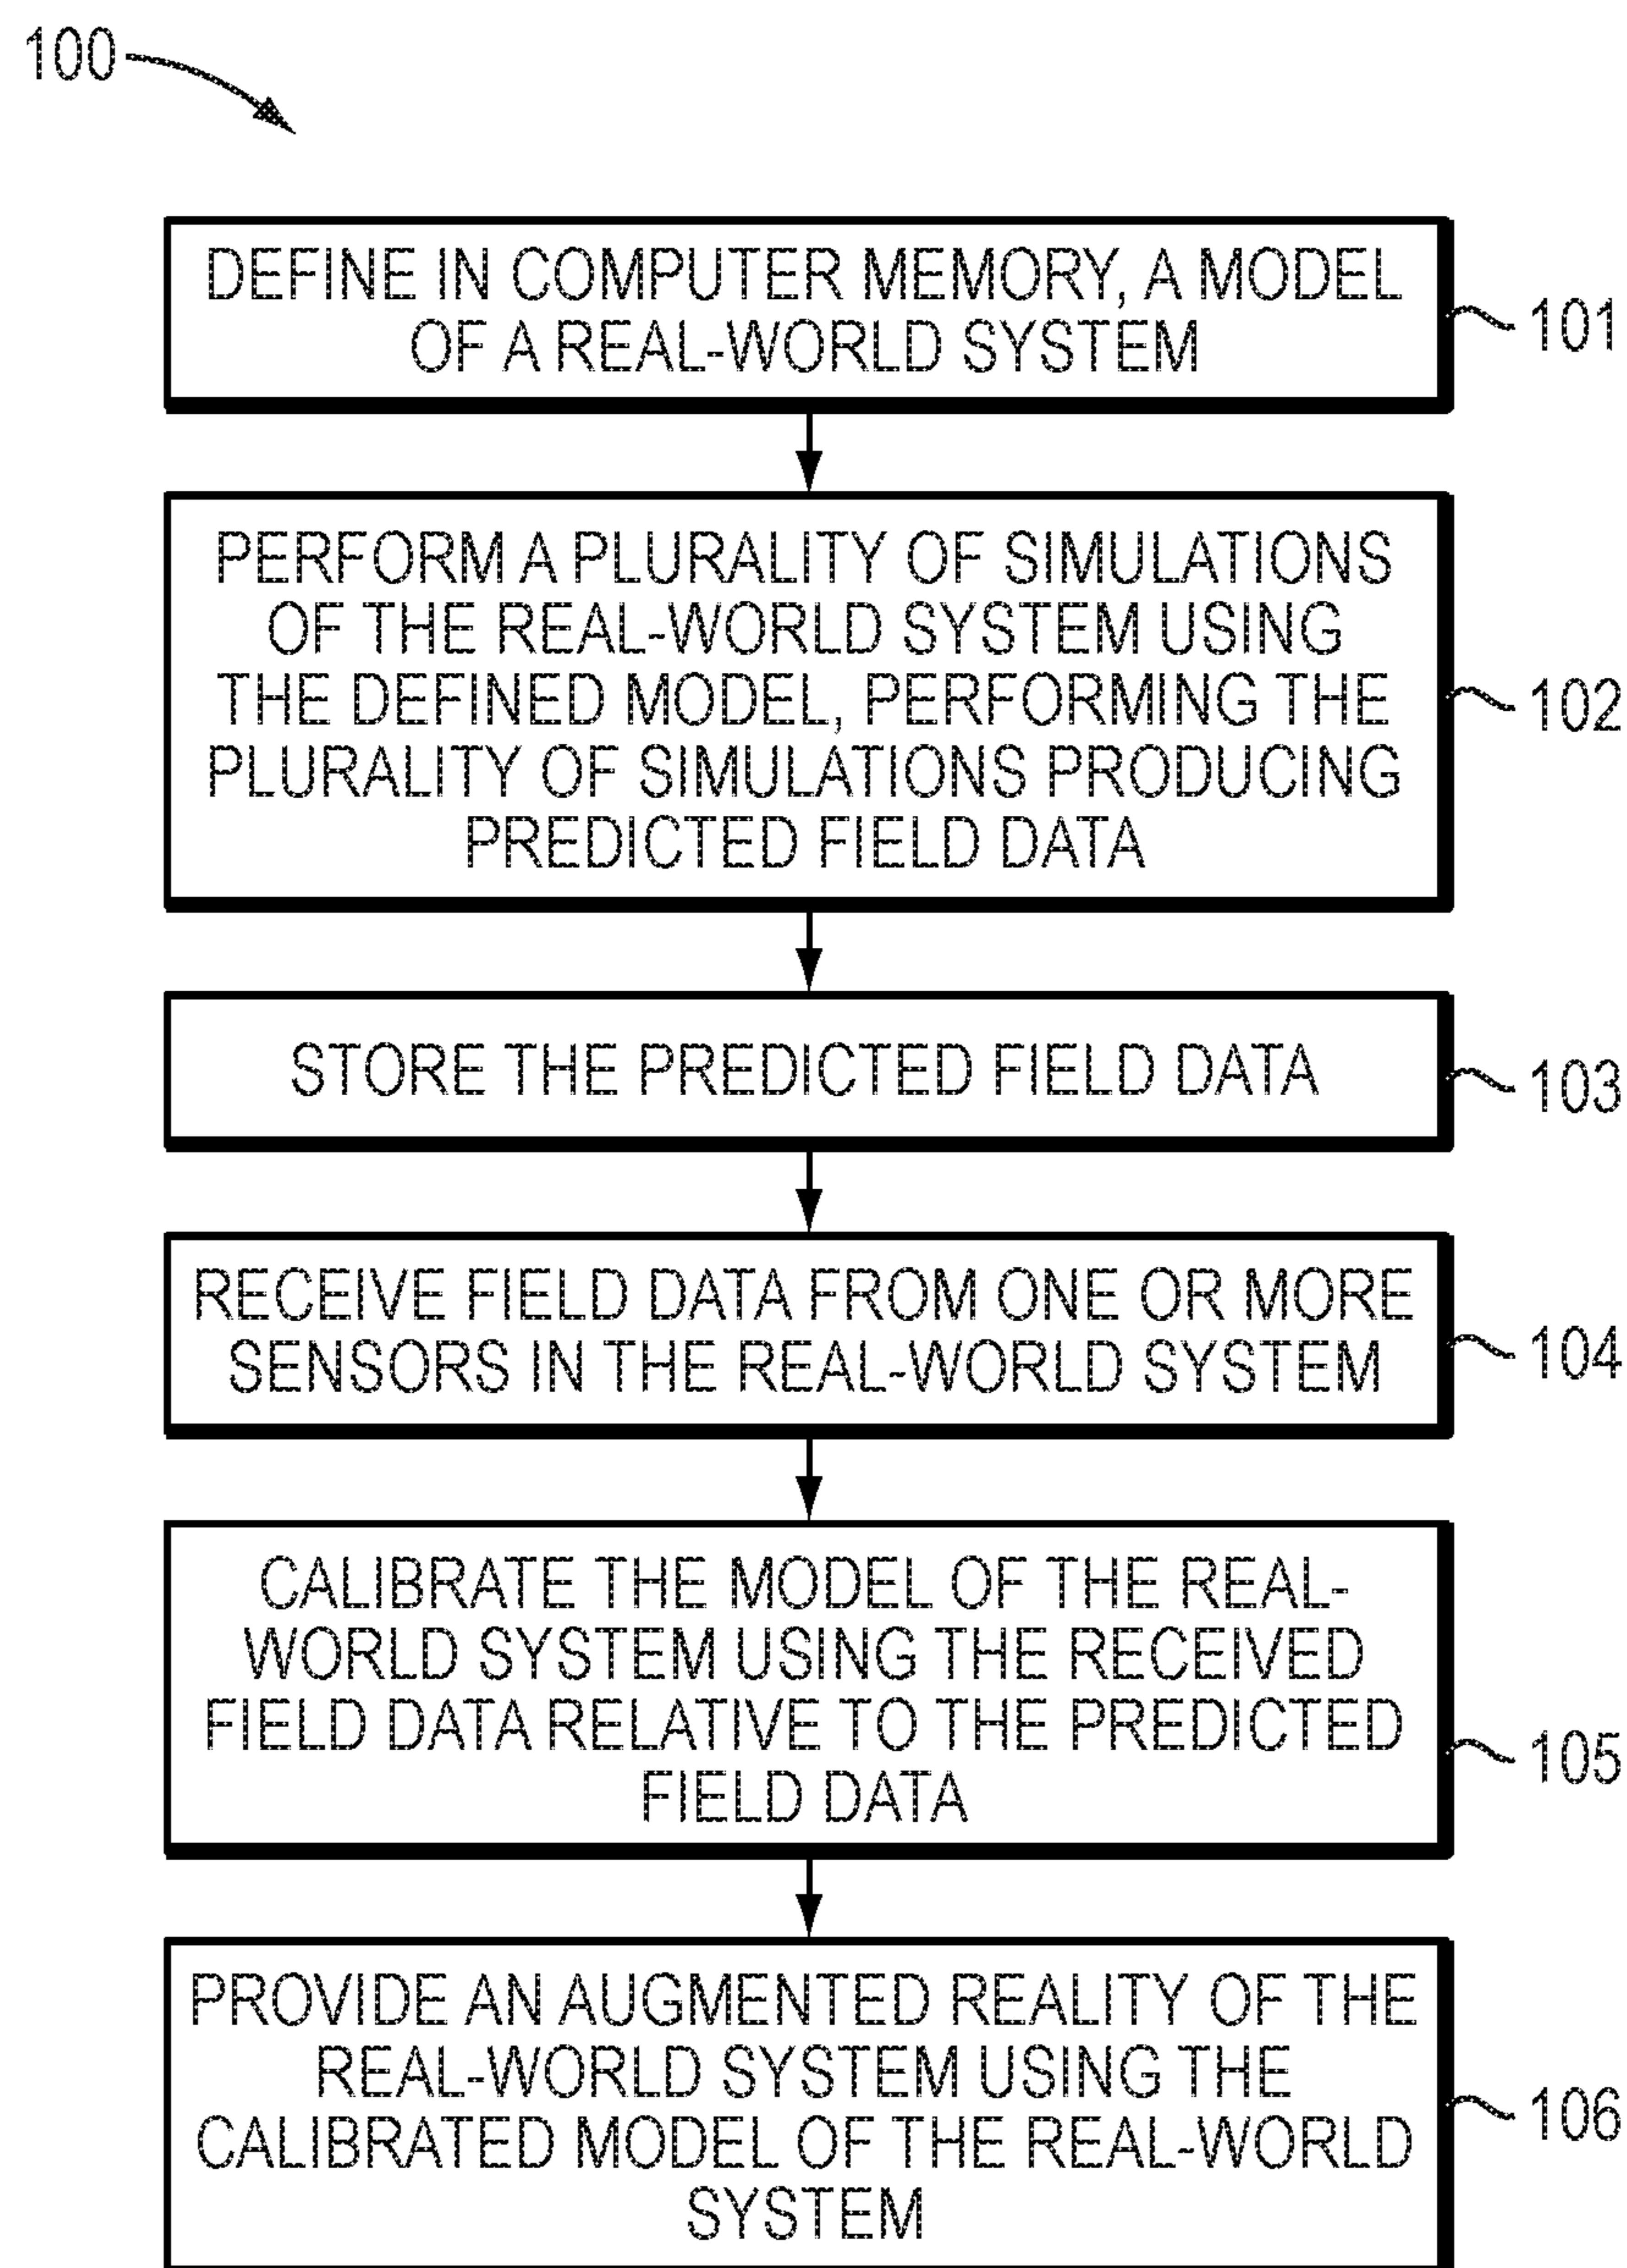 100
DEFINE IN COMPUTER MEMORY, A MODEL
OF A REAL-WORLD SYSTEM
101
PERFORM A PLURALITY OF SIMULATIONS
OF THE REAL-WORLD SYSTEM USING
THE DEFINED MODEL, PERFORMING THE
PLURALITY OF SIMULATIONS PRODUCING
PREDICTED FIELD DATA
102
STORE THE PREDICTED FIELD DATA
103
RECEIVE FIELD DATA FROM ONE OR MORE
SENSORS IN THE REAL-WORLD SYSTEM
104
CALIBRATE THE MODEL OF THE REAL-
WORLD SYSTEM USING THE RECEIVED
FIELD DATA RELATIVE TO THE PREDICTED
FIELD DATA
105
PROVIDE AN AUGMENTED REALITY OF THE
REAL-WORLD SYSTEM USING THE
CALIBRATED MODEL OF THE REAL-WORLD
SYSTEM
106